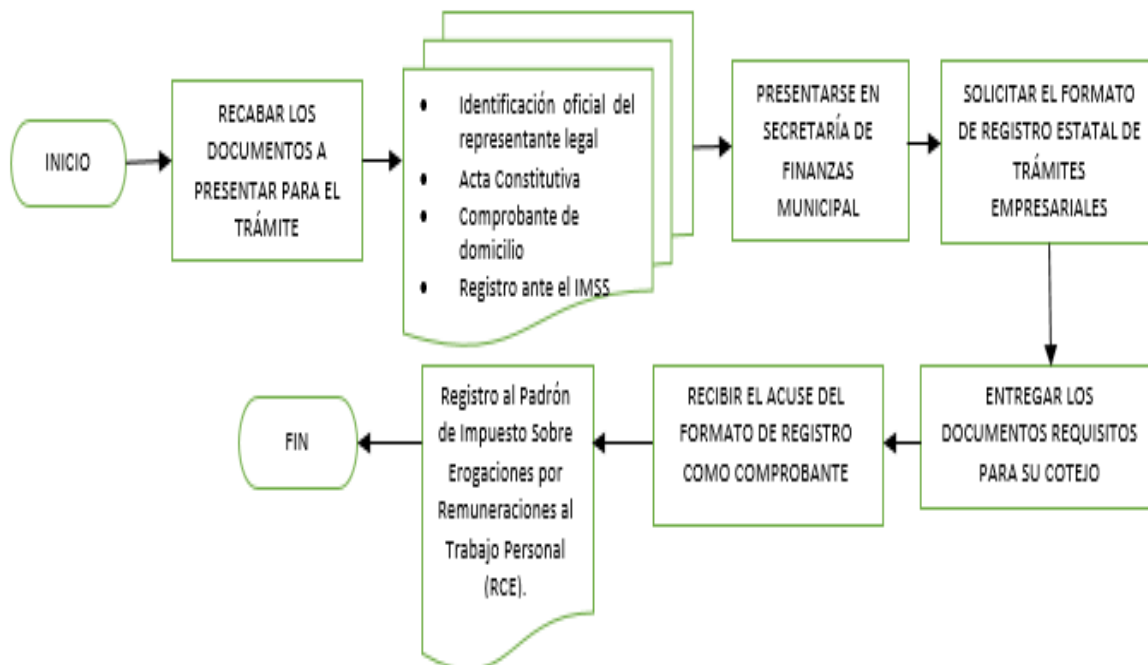 INICIO
RECABAR LOS
DOCUMENTOS A
PRESENTAR PARA EL
TRÁMITE
• Identificación oficial del
representante legal
• Acta Constitutiva
• Comprobante de
domicilio
• Registro ante el IMSS
PRESENTARSE EN
SECRETARÍA DE
FINANZAS
MUNICIPAL
SOLICITAR EL FORMATO
DE REGISTRO ESTATAL DE
TRÁMITES
EMPRESARIALES
ENTREGAR LOS
DOCUMENTOS REQUISITOS
PARA SU COTEJO
RECIBIR EL ACUSE DEL
FORMATO DE REGISTRO
COMO COMPROBANTE
Registro al Padrón
de Impuesto Sobre
Erogaciones por
Remuneraciones al
Trabajo Personal
(RCE).
FIN